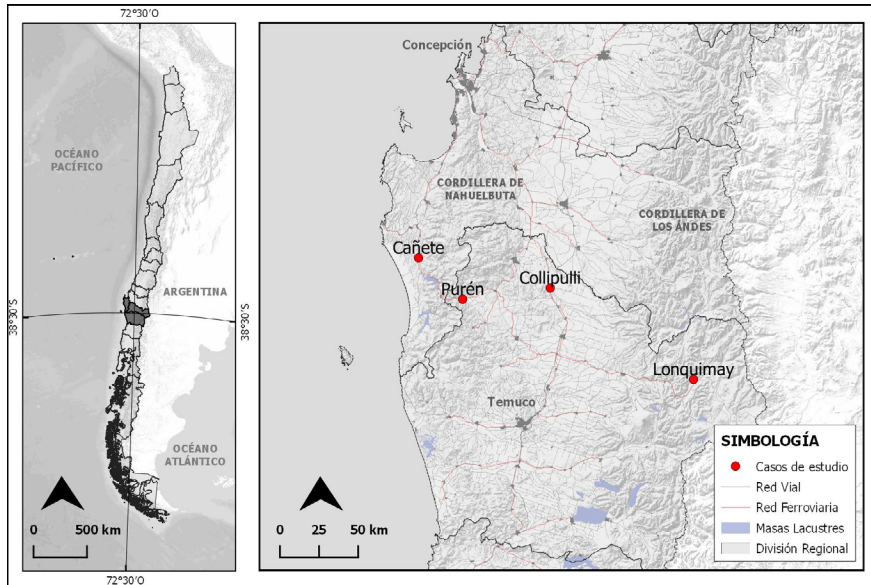 72°30'O
OCÉANO
PACÍFICO
ARGENTINA
38°30'S
38°30'S
OCÉANO
ATLÁNTICO
0 500 km
72°30'O
Concepción
CORDILLERA DE
NAHUELBUTA
CORDILLERA DE
LOS ÁNDES
Cañete
Purén
Collipulli
Lonquimay
Temuco
0 25 50 km
SIMBOLOGÍA
Casos de estudio
Red Vial
Red Ferroviaria
Masas Lacustres
División Regional